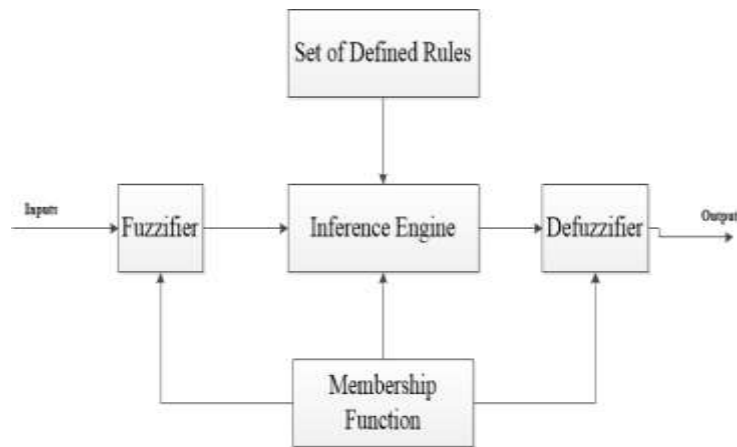 Set of Defined Rules
Inputs
Fuzzifier
Inference Engine
Defuzzifier
Output
Membership
Function